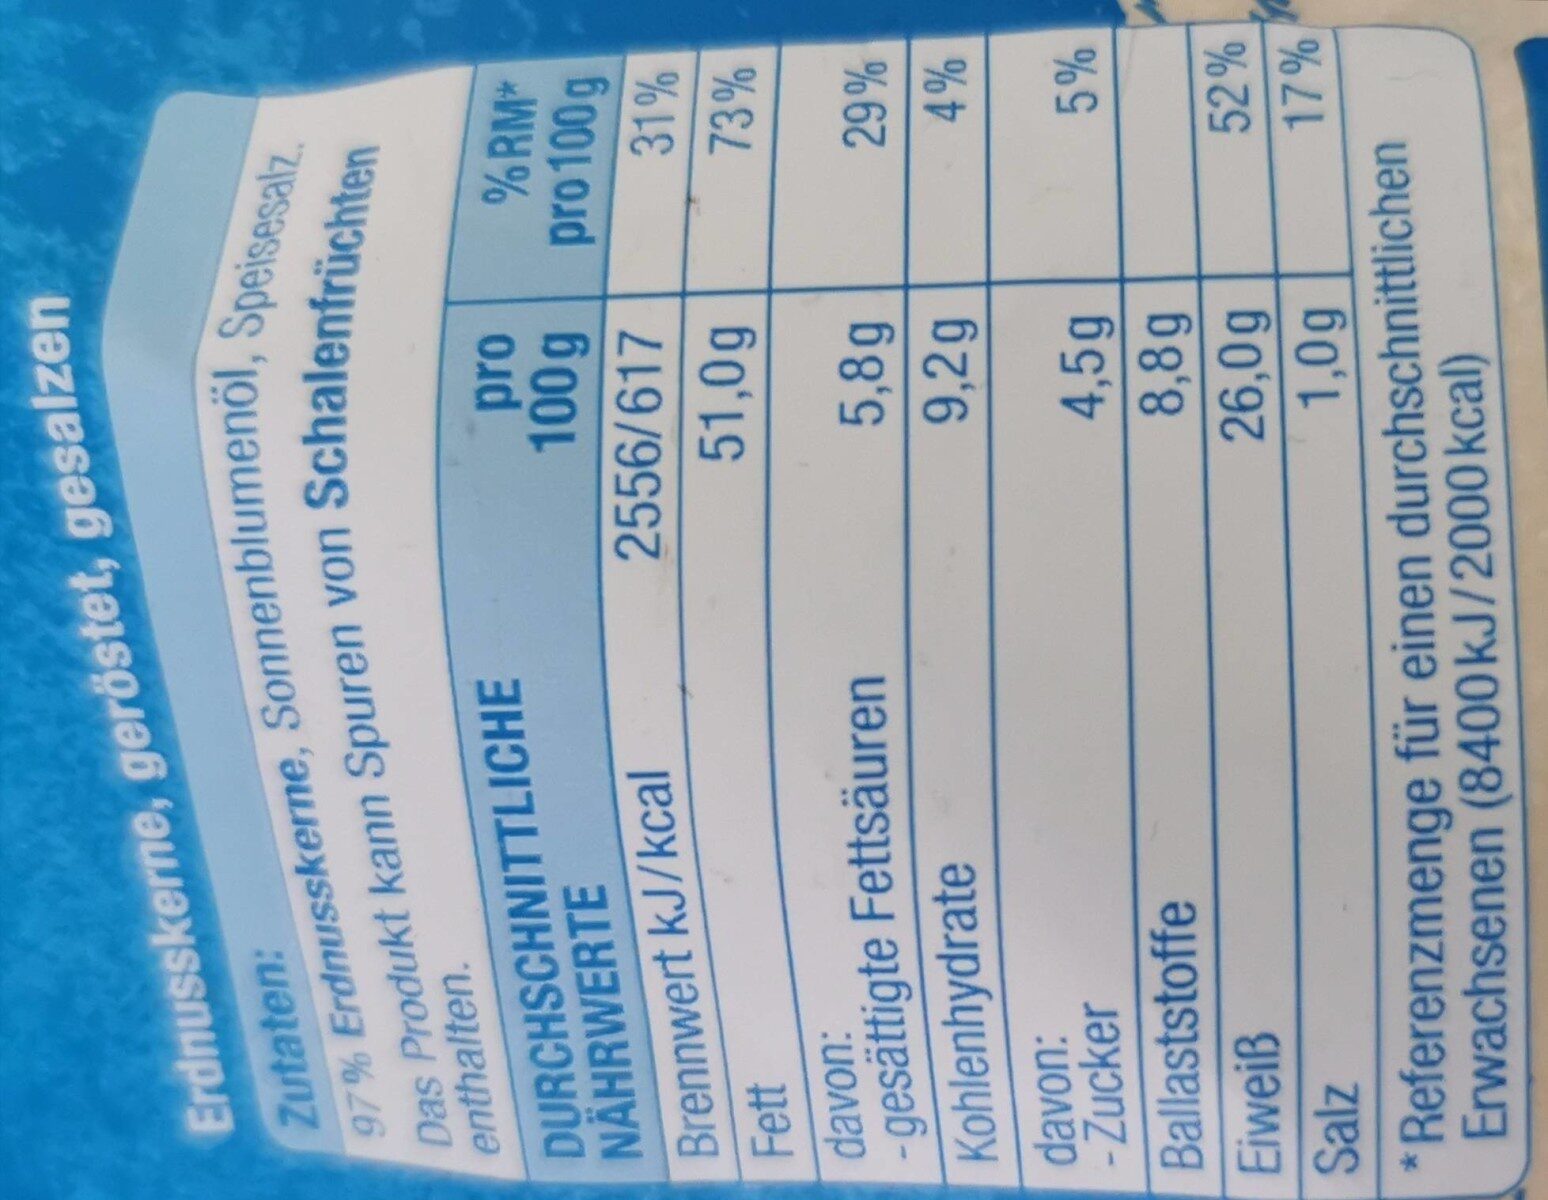 Erdnusskerne, geröstet, gesalzen
Zutaten:
97% Erdnusskerne, Sonnenblumenöl, Speisesalz.
Das Produkt kann Spuren von Schalenfrüchten
enthalten.
DURCHSCHNITTLICHE NÄHRWERTE pro 100g %RM* pro 100g
Brennwert kJ/kcal 2556/617 31%
Fett 51,0g 73%
davon:
-gesättigte Fettsäuren 5,8g 29%
Kohlenhydrate 9,2g 4%
davon:
- Zucker 4,5g 5%
Ballaststoffe 8,8g
Eiweiß 26,0g 52%
Salz 1,0g 17%
*Referenzmenge für einen durchschnittlichen
Erwachsenen (8400kJ/2000kcal)